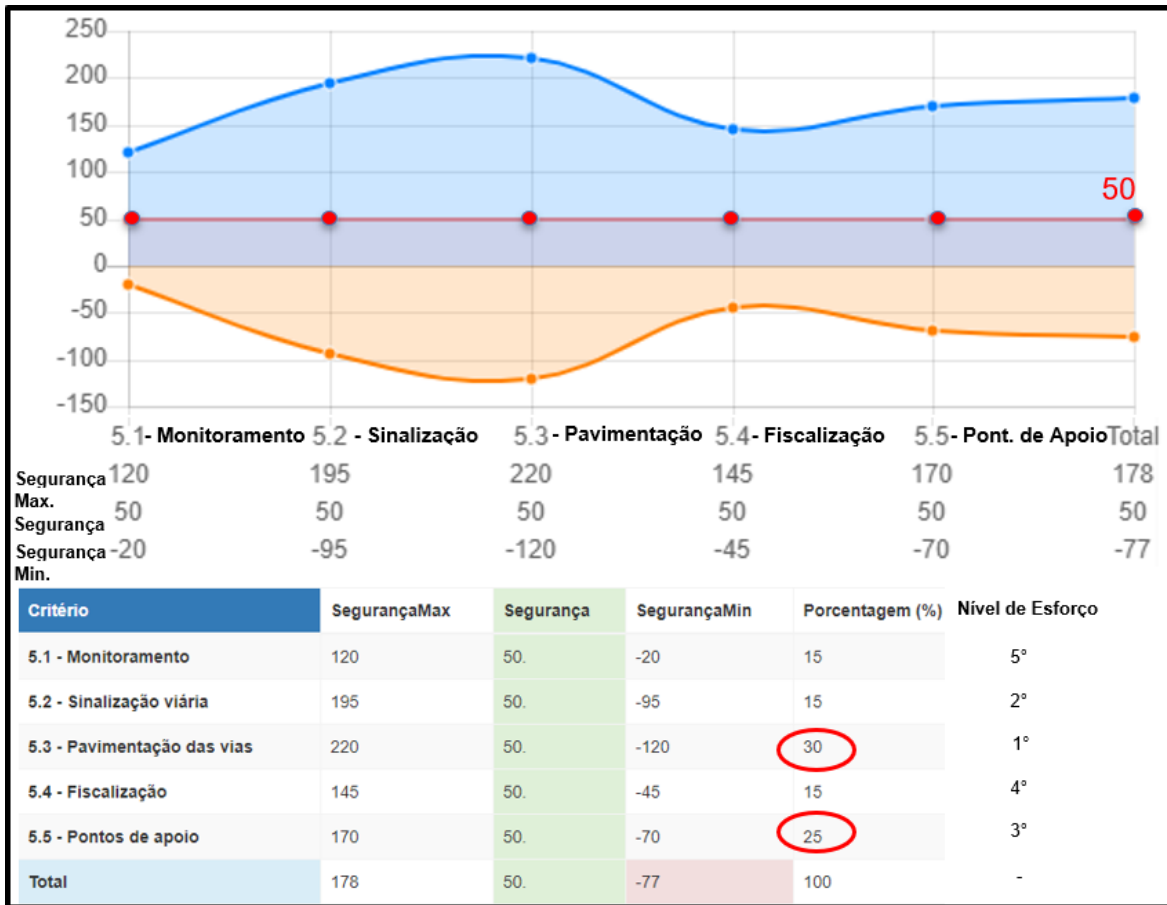 250
200
150
100
50
50
0
-50
-100
-150
5.1- Monitoramento 5.2 - Sinalização 5.3 - Pavimentação 5.4 - Fiscalização 5.5- Pont. de Apoio Total
Segurança Max. 120 195 220 145 170 178
Segurança 50 50 50 50 50 50
Segurança Min. -20 -95 -120 -45 -70 -77
Critério SegurançaMax Segurança SegurançaMin Porcentagem (%) Nível de Esforço
5.1 - Monitoramento 120 50. -20 15 5°
5.2 - Sinalização viária 195 50. -95 15 2°
5.3 - Pavimentação das vias 220 50. -120 30 1°
5.4 - Fiscalização 145 50. -45 15 4°
5.5 - Pontos de apoio 170 50. -70 25 3°
Total 178 50. -77 100 -